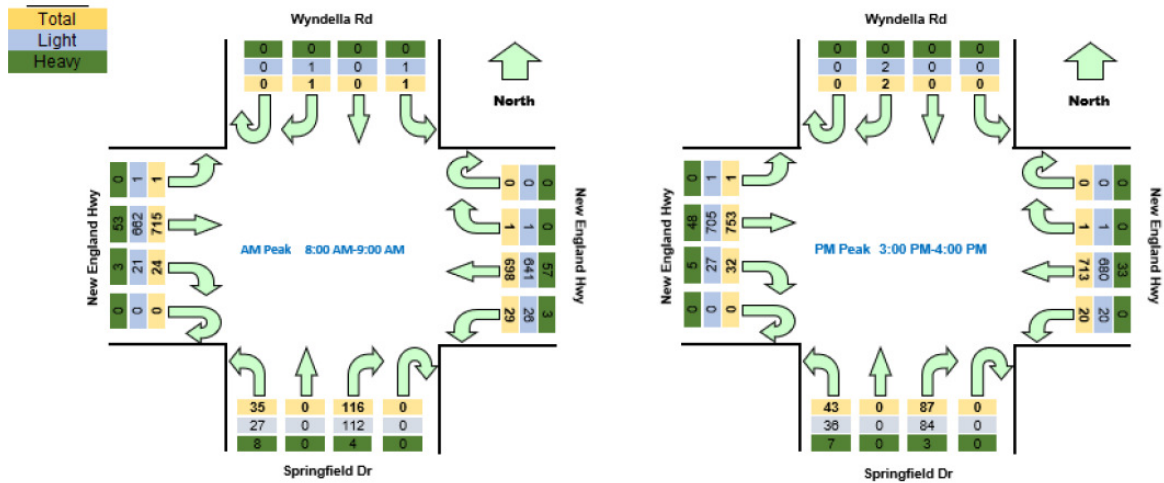 Total
Light
Heavy
Wyndella Rd
0 0 0 0
0 1 0 1
0 1 0 1
North
New England Hwy
0 1 1
53 662 715
3 21 24
0 0 0
AM Peak 8:00 AM-9:00 AM
0 0 0
1 1 0
698 641 57
29 26 3
New England Hwy
35 0 116 0
27 0 112 0
8 0 4 0
Springfield Dr
Wyndella Rd
0 0 0 0
0 2 0 0
0 2 0 0
North
New England Hwy
0 1 1
48 705 753
5 27 32
0 0 0
PM Peak 3:00 PM-4:00 PM
0 0 0
1 1 0
713 680 33
20 20 0
New England Hwy
43 0 87 0
36 0 84 0
7 0 3 0
Springfield Dr